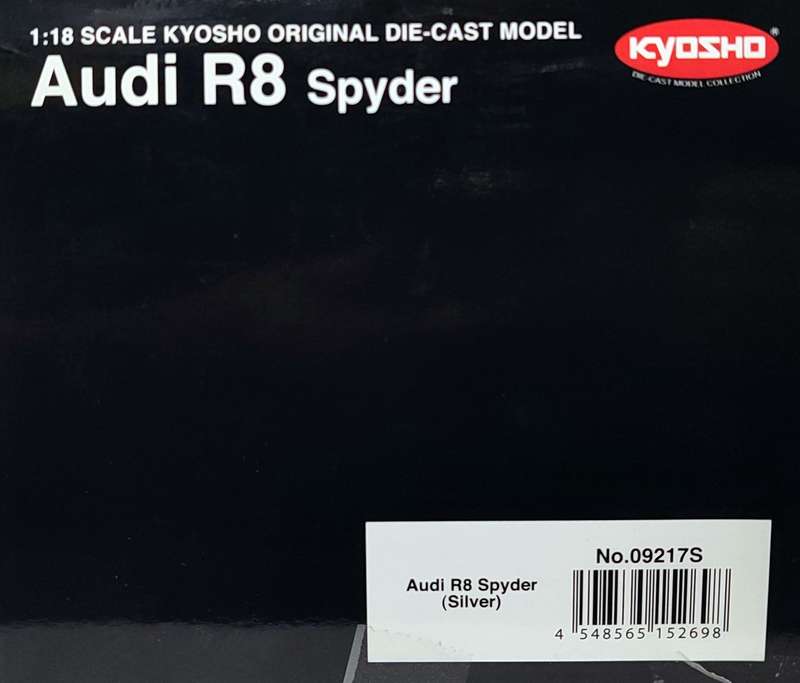 1:18 SCALE KYOSHO ORIGINAL DIE-CAST MODEL
Audi R8 Spyder
KYOSHO®
DIE-CAST MODEL COLLECTION
No.09217S
Audi R8 Spyder
(Silver)
4 548565 152698